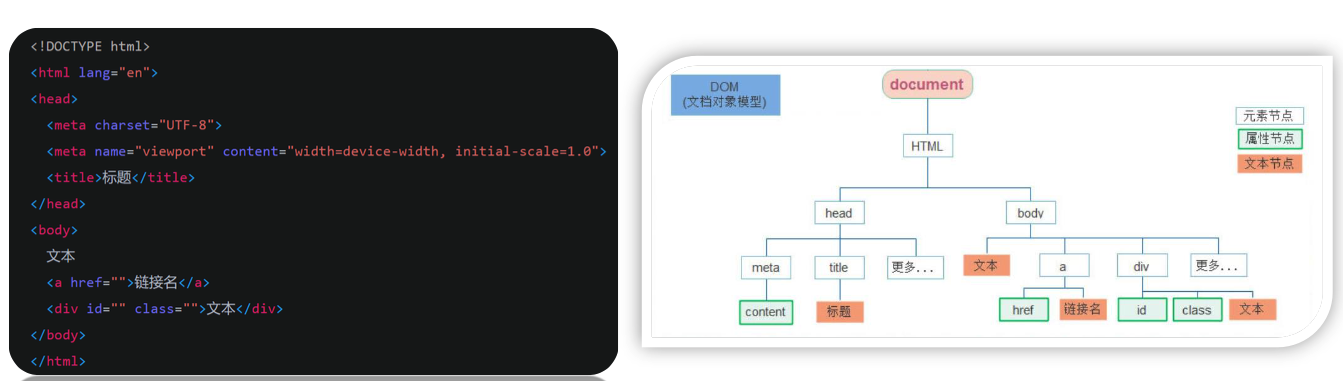 <!DOCTYPE html>
<html lang="en">
<head>
<meta charset="UTF-8">
<meta name="viewport" content="width=device-width, initial-scale=1.0">
<title>标题</title>
</head>
<body>
文本
<a href="">链接名</a>
<div id="" class="">文本</div>
</body>
</html>
DOM
(文档对象模型)
document
元素节点
属性节点
文本节点
HTML
head body
meta title 更多... 文本 a div 更多...
content 标题 href 链接名 id class 文本